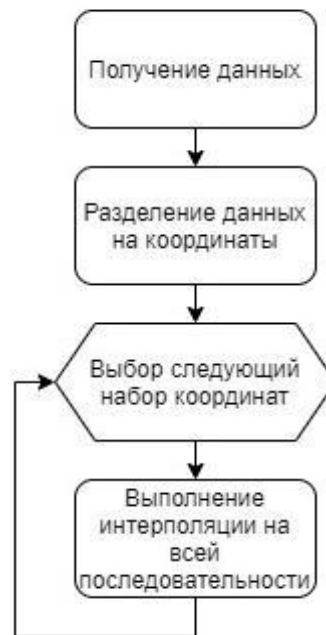 Получение данных
Разделение данных
на координаты
Выбор следующий
набор координат
Выполнение
интерполяции на
всей
последовательности